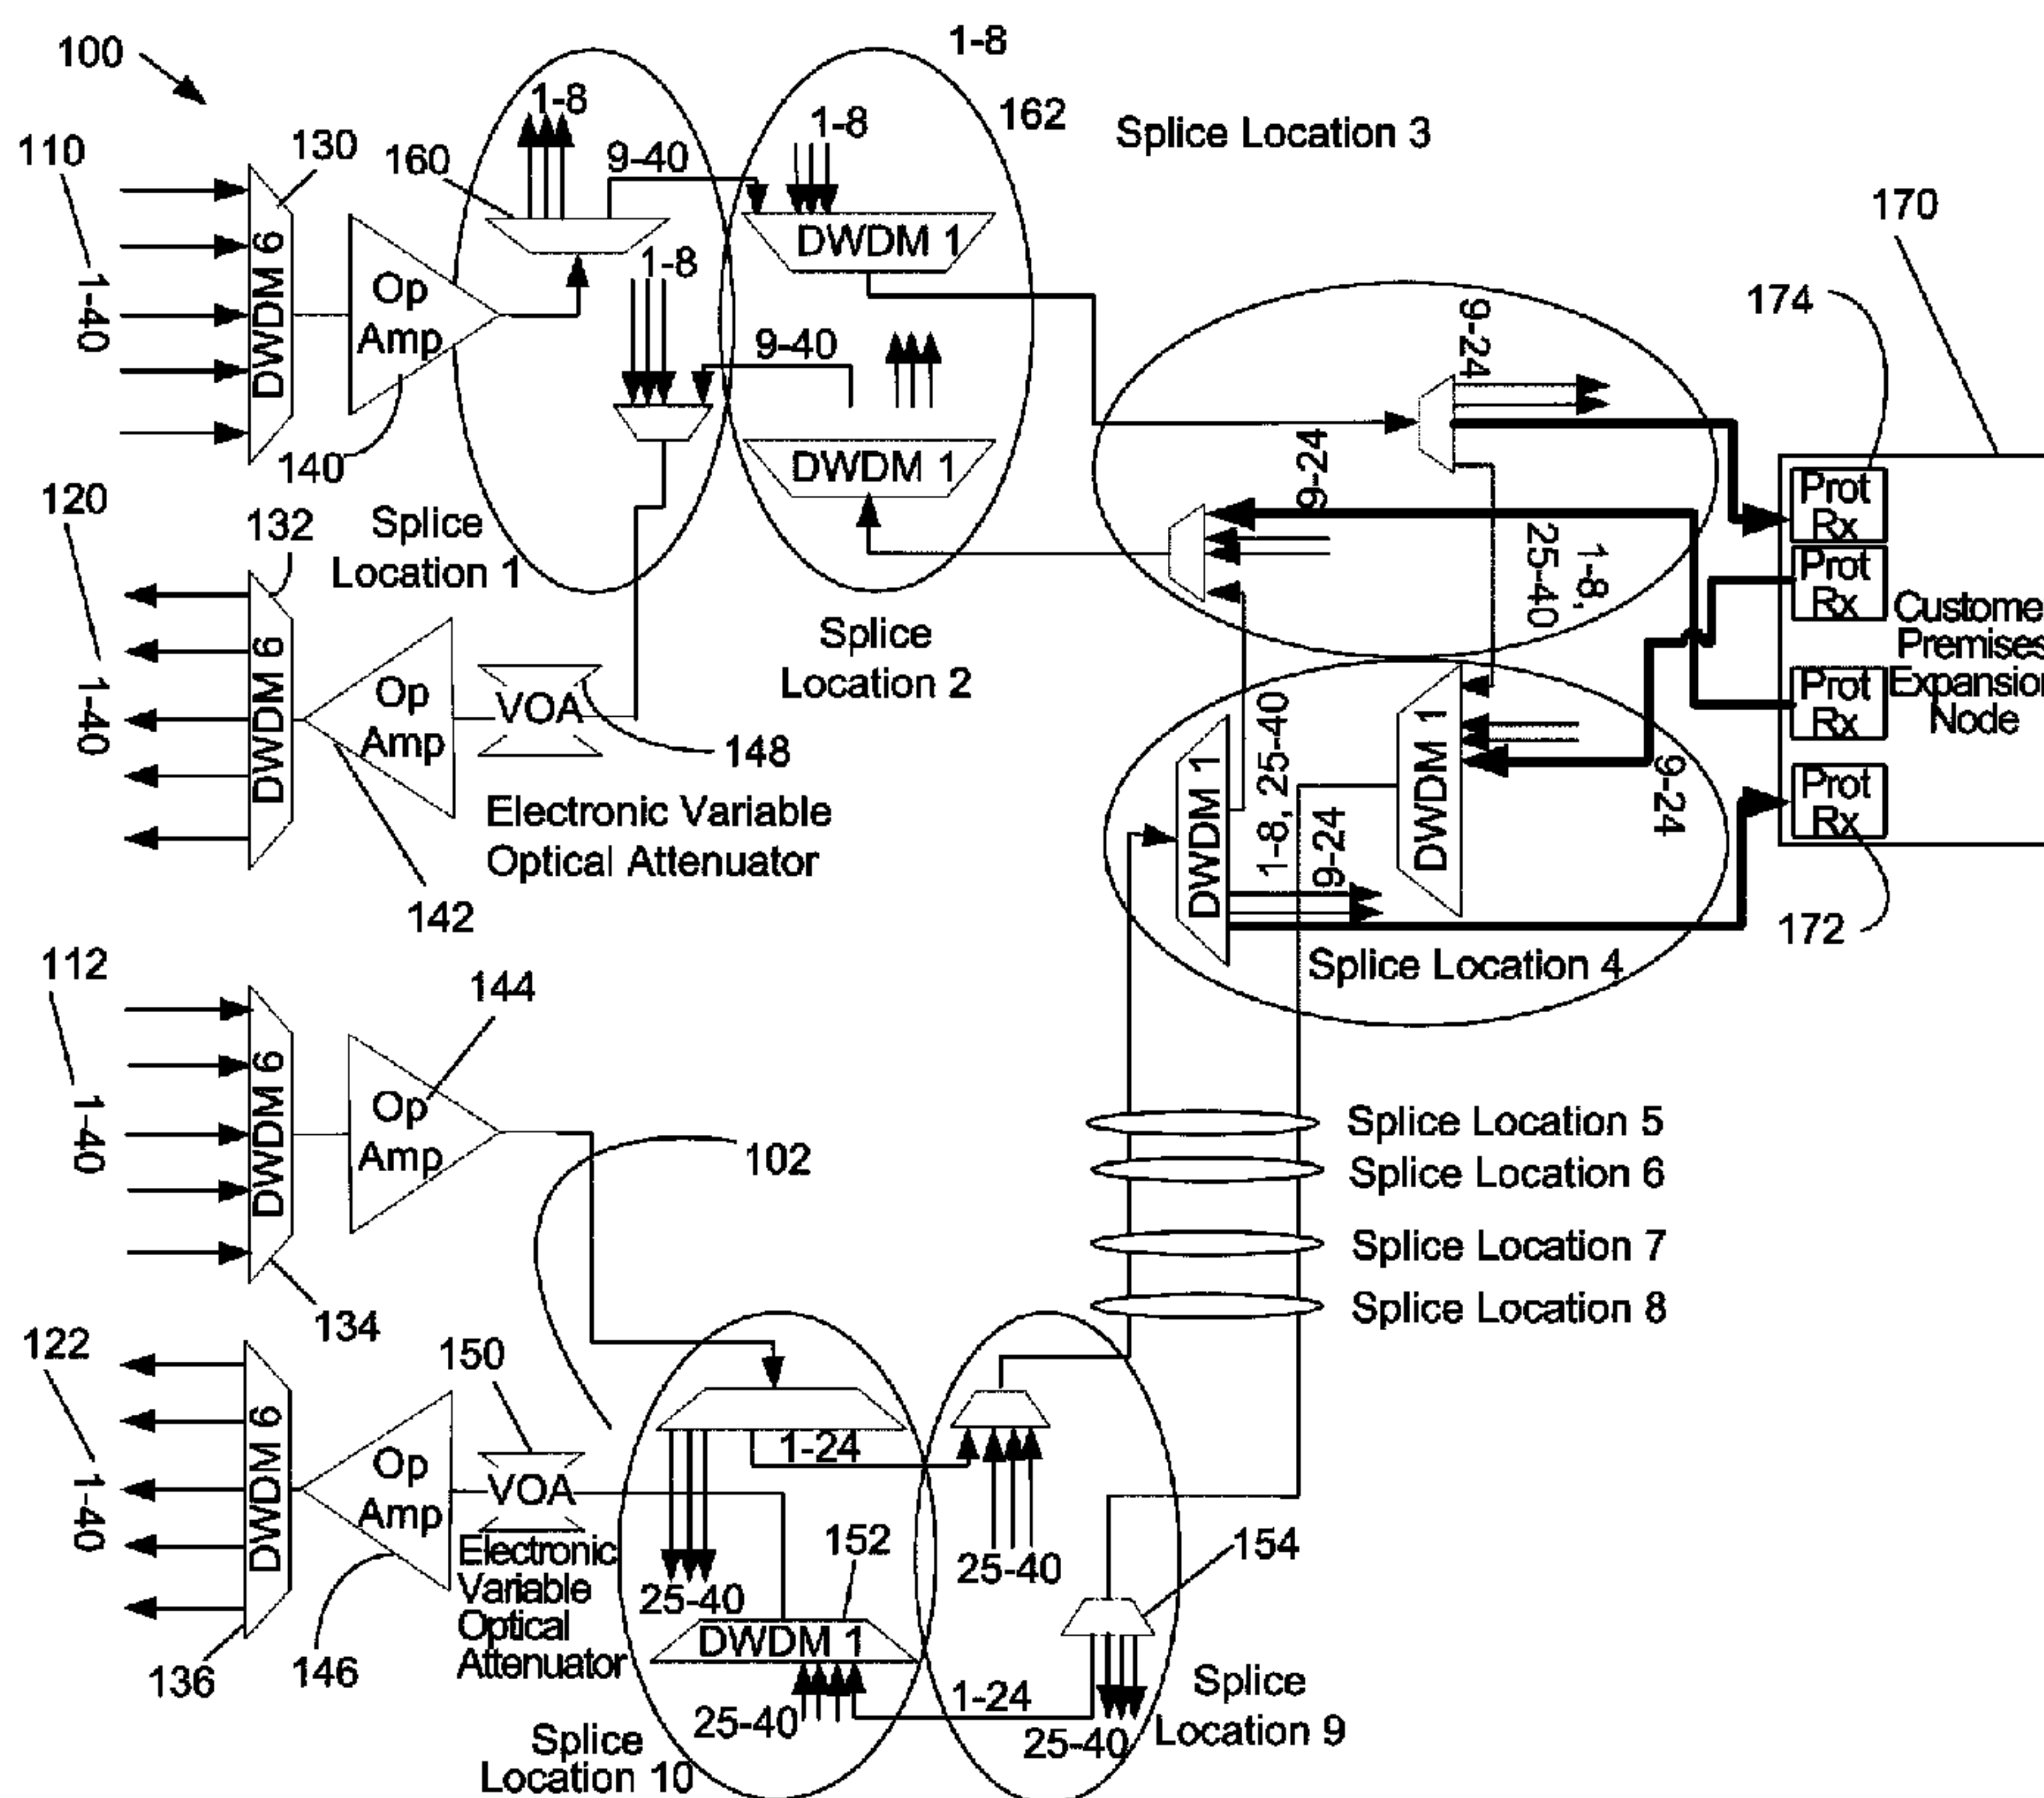 100
110
130
160
1-8
9-40
1-8
162
1-8
Splice Location 3
170
174
1-40
DWDM 6
Op
Amp
140
1-8
DWDM 1
9-40
DWDM 1
9-24
9-24
1-8,
25-40
Prot
Rx
Prot
Rx
Prot
Rx
Prot
Rx
Custome
Premises
Expansion
Node
172
120
132
Splice
Location 1
Splice
Location 2
1-40
DWDM 6
Op
Amp
VOA
148
142
Electronic Variable
Optical Attenuator
DWDM 1
1-8, 25-40
9-24
DWDM 1
9-24
Splice Location 4
112
144
1-40
DWDM 6
Op
Amp
102
Splice Location 5
Splice Location 6
Splice Location 7
Splice Location 8
134
122
150
1-40
DWDM 6
Op
Amp
VOA
Electronic
Variable
Optical
Attenuator
136
146
1-24
25-40
152
DWDM 1
25-40
25-40
154
1-24
25-40
Splice
Location 9
Splice
Location 10